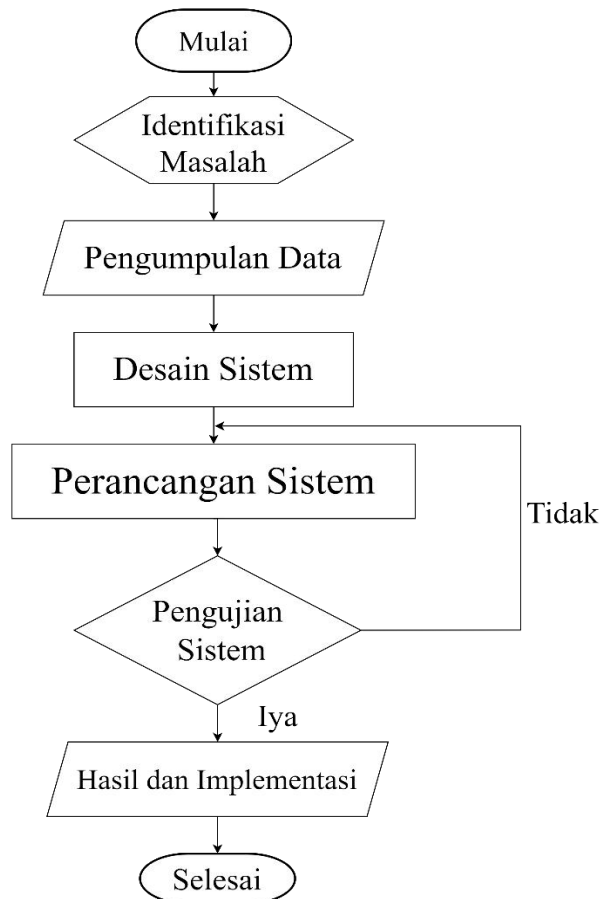 Mulai
Identifikasi
Masalah
Pengumpulan Data
Desain Sistem
Perancangan Sistem
Tidak
Pengujian
Sistem
Iya
Hasil dan Implementasi
Selesai